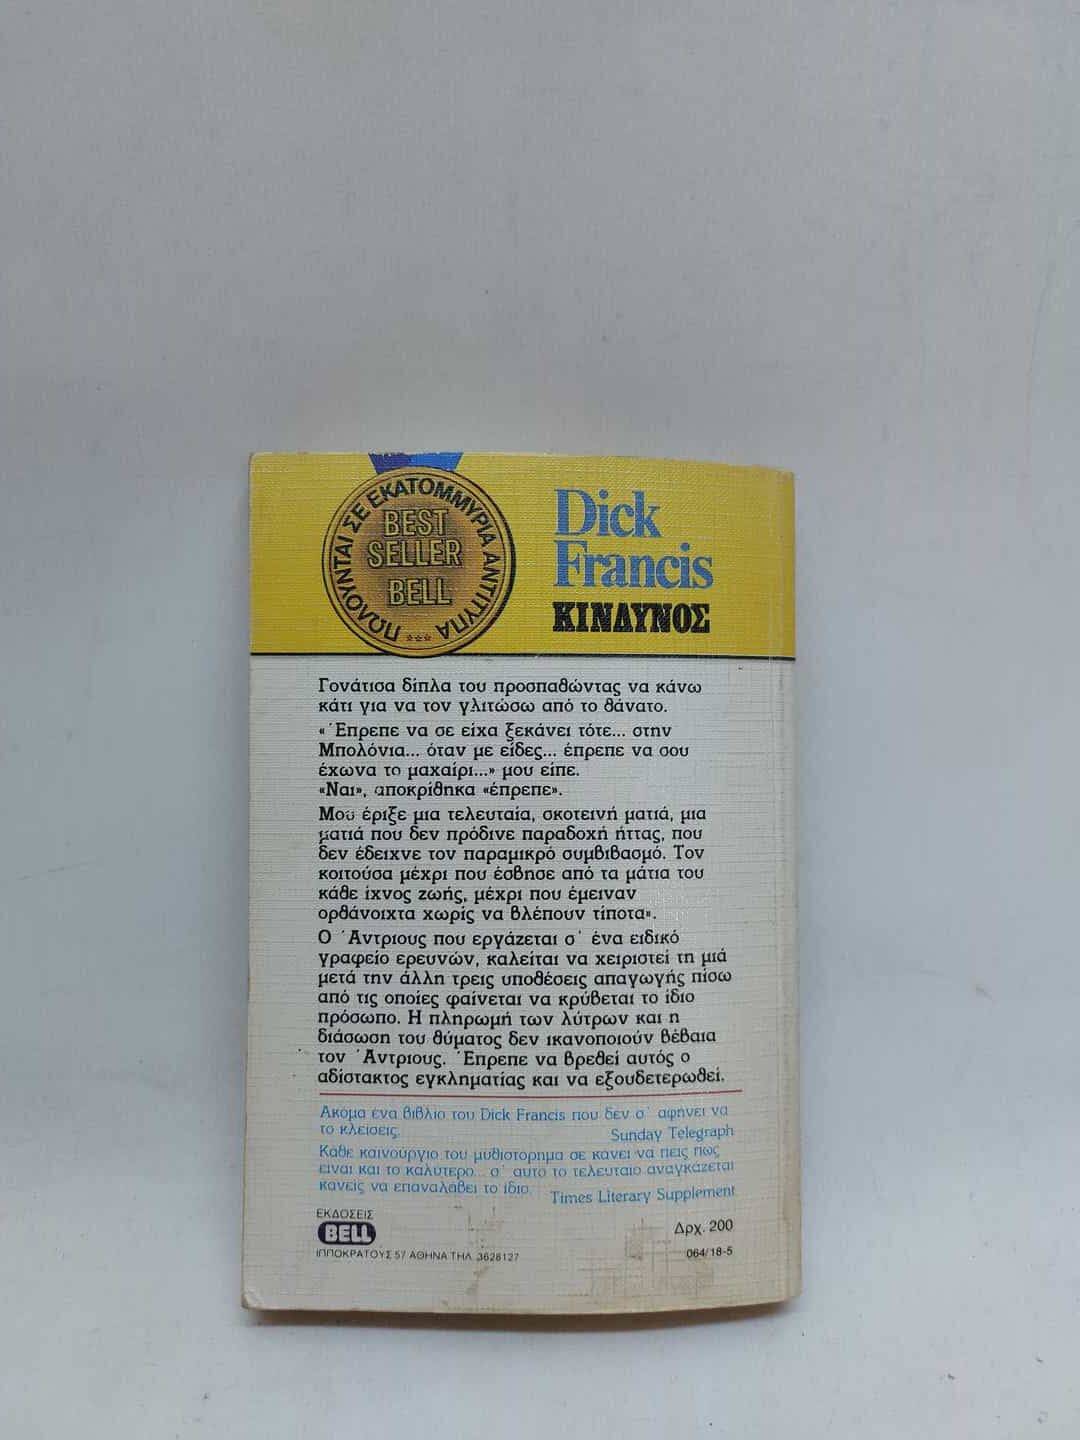 ΠΩΛΟΥΝΤΑΙ ΣΕ ΕΚΑΤΟΜΜΥΡΙΑ ΑΝΤΙΤΥΠΑ
BEST
SELLER
BELL
Dick
Francis
ΚΙΝΔΥΝΟΣ
Γονάτισα δίπλα του προσπαθώντας να κάνω
κάτι για να τον γλιτώσω από το θάνατο.
« Έπρεπε να σε είχα ξεκάνει τότε... στην
Μπολόνια... όταν με είδες... έπρεπε να σου
έχωνα το μαχαίρι...» μου είπε.
«Ναι», αποκρίθηκα «έπρεπε».
Μου έριξε μια τελευταία, σκοτεινή ματιά, μια
ματιά που δεν πρόδινε παραδοχή ήττας, που
δεν έδειχνε τον παραμικρό συμβιβασμό. Τον
κοιτούσα μέχρι που έσβησε από τα μάτια του
κάθε ίχνος ζωής, μέχρι που έμειναν
ορθάνοιχτα χωρίς να βλέπουν τίποτα».
Ο Άντριους που εργάζεται σ' ένα ειδικό
γραφείο ερευνών, καλείται να χειριστεί τη μιά
μετά την άλλη τρεις υποθέσεις απαγωγής πίσω
από τις οποίες φαίνεται να κρύβεται το ίδιο
πρόσωπο. Η πληρωμή των λύτρων και η
διάσωση του θύματος δεν ικανοποιούν βέβαια
τον Άντριους. Έπρεπε να βρεθεί αυτός ο
αδίστακτος εγκληματίας και να εξουδετερωθεί.
Ακόμα ένα βιβλίο του Dick Francis που δεν σ' αφήνει να
το κλείσεις.
Sunday Telegraph
Κάθε καινούργιο του μυθιστόρημα σε κάνει να πεις πως
είναι και το καλύτερο... σ' αυτό το τελευταίο αναγκάζεται
κανείς να επαναλάβει το ίδιο.
Times Literary Supplement
ΕΚΔΟΣΕΙΣ
BELL
ΙΠΠΟΚΡΑΤΟΥΣ 57 ΑΘΗΝΑ ΤΗΛ. 3628127
Δρχ. 200
064/18-5